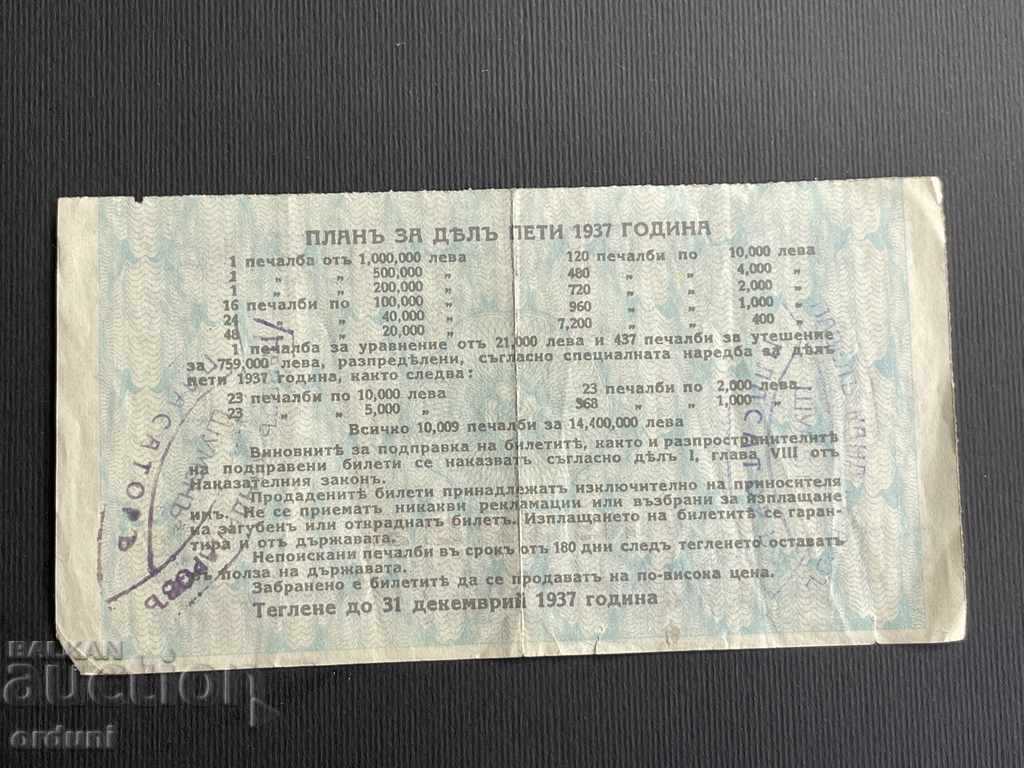 ПЛАНЪ ЗА ДѢЛЪ ПЕТИ 1937 ГОДИНА
1 печалба отъ 1,000,000 лева
1 „ „ 500,000 „
1 „ „ 200,000 „
16 печалби по 100,000 „
24 „ „ 40,000 „
48 „ „ 20,000 „
120 печалби по 10,000 лева
480 „ „ 4,000 „
720 „ „ 2,000 „
960 „ „ 1,000 „
7,200 „ „ 400 „
1 печалба за уравнение отъ 21,000 лева и 437 печалби за утешение
за 759,000 лева, разпредѣлени, съгласно специалната наредба за дѣлъ
пети 1937 година, както следва:
23 печалби по 10,000 лева
23 „ „ 5,000 „
23 печалби по 2,000 лева
368 „ „ 1,000 „
Всичко 10,009 печалби за 14,400,000 лева
Виновнитѣ за подправка на билетитѣ, както и разпространителитѣ
на подправени билети се наказватъ съгласно дѣлъ I, глава VIII отъ
Наказателния законъ.
Продаденитѣ билети принадлежатъ изключително на приносителя
имъ. Не се приематъ никакви рекламации или възбрани за изплащане
на загубенъ или откраднатъ билетъ. Изплащането на билетитѣ се гаран-
тира и отъ държавата.
Непоискани печалби въ срокъ отъ 180 дни следъ тегленето оставатъ
въ полза на държавата.
Забранено е билетитѣ да се продаватъ на по-висока цена.
Теглене до 31 декемврий 1937 година
BALKAN
auction
orduni